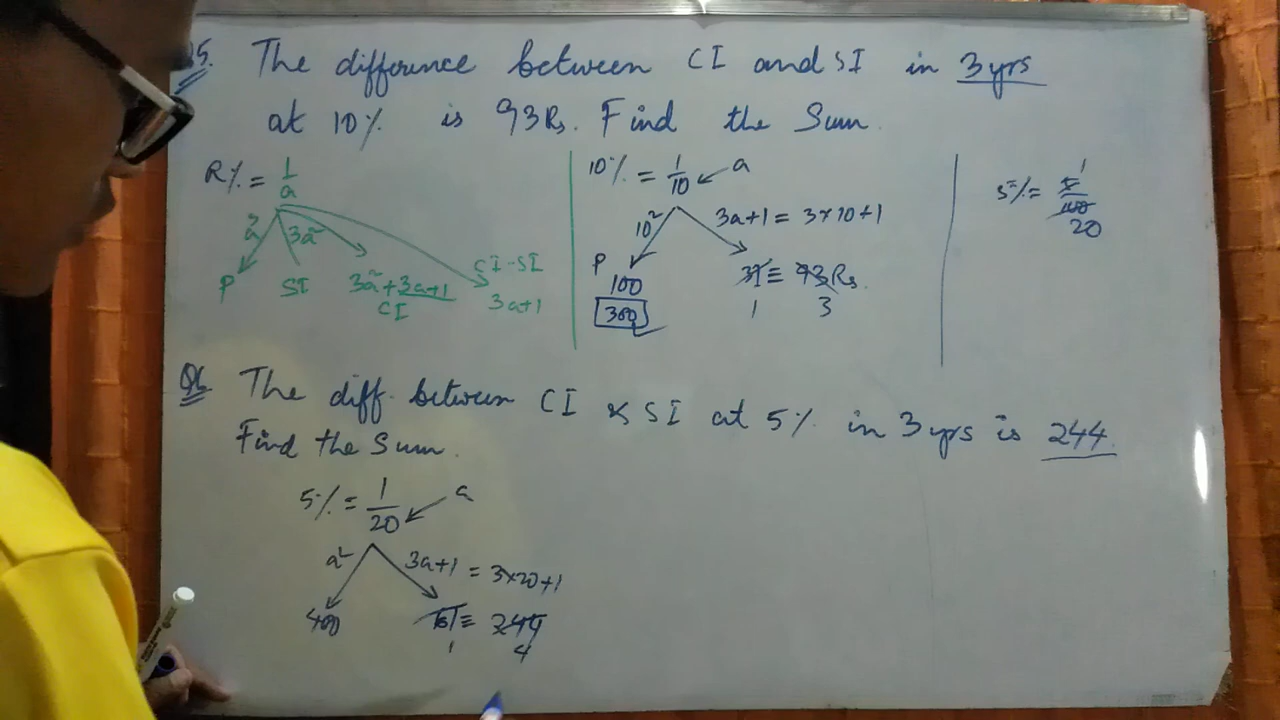 Q5. The difference between CI and SI in 3yrs
at 10% is 93Rs. Find the Sum.
R% = 1/a
a² 3a²
P SI 3a²+3a+1 CI CI-SI 3a+1
10% = 1/10 ← a
10² 3a+1 = 3×10+1
P
100 31 ≡ 93Rs.
300 1 3
5% = 5/100 1
20
Q6 The diff. between CI & SI at 5% in 3yrs is 244.
Find the Sum.
5% = 1/20 ← a
a² 3a+1 = 3×20+1
400 61 ≡ 244
1 4